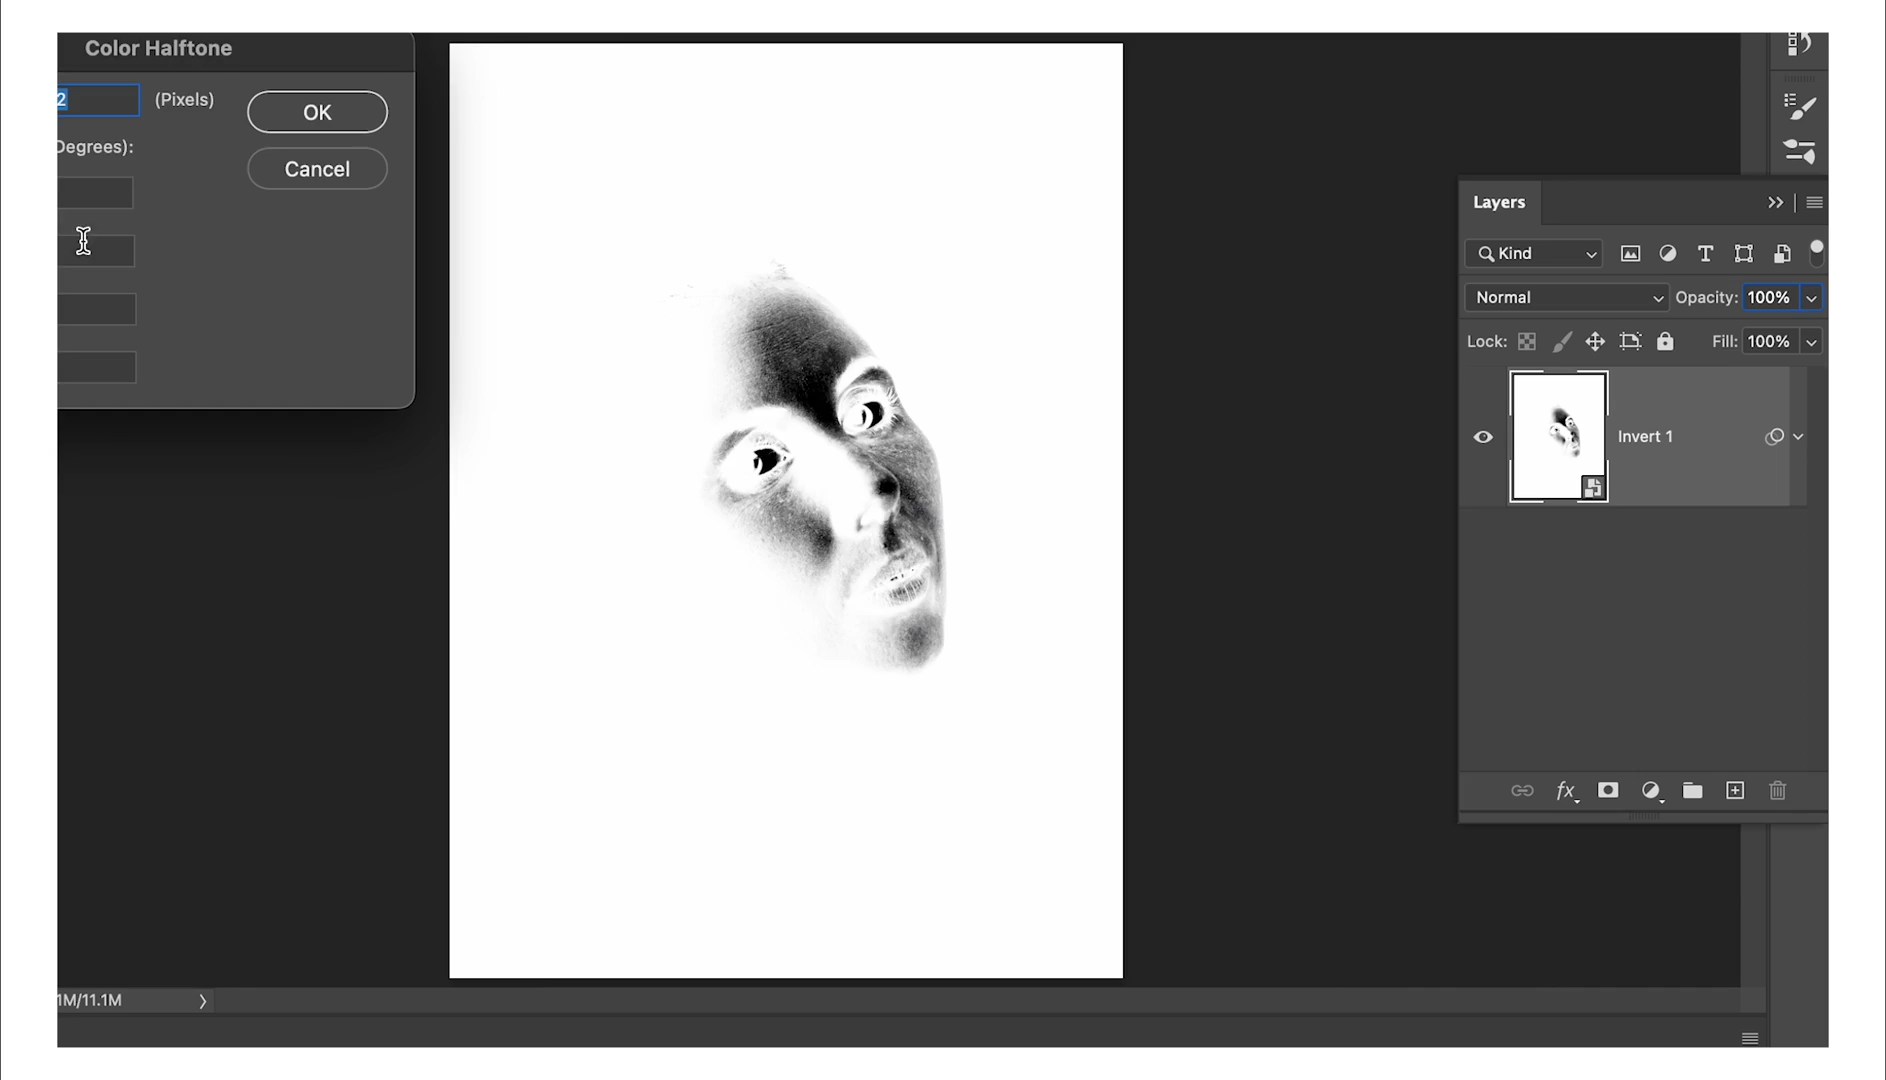 Color Halftone
2 (Pixels)
OK
Degrees):
Cancel
Layers
Kind
Normal Opacity: 100%
Lock: Fill: 100%
Invert 1
fx
1M/11.1M